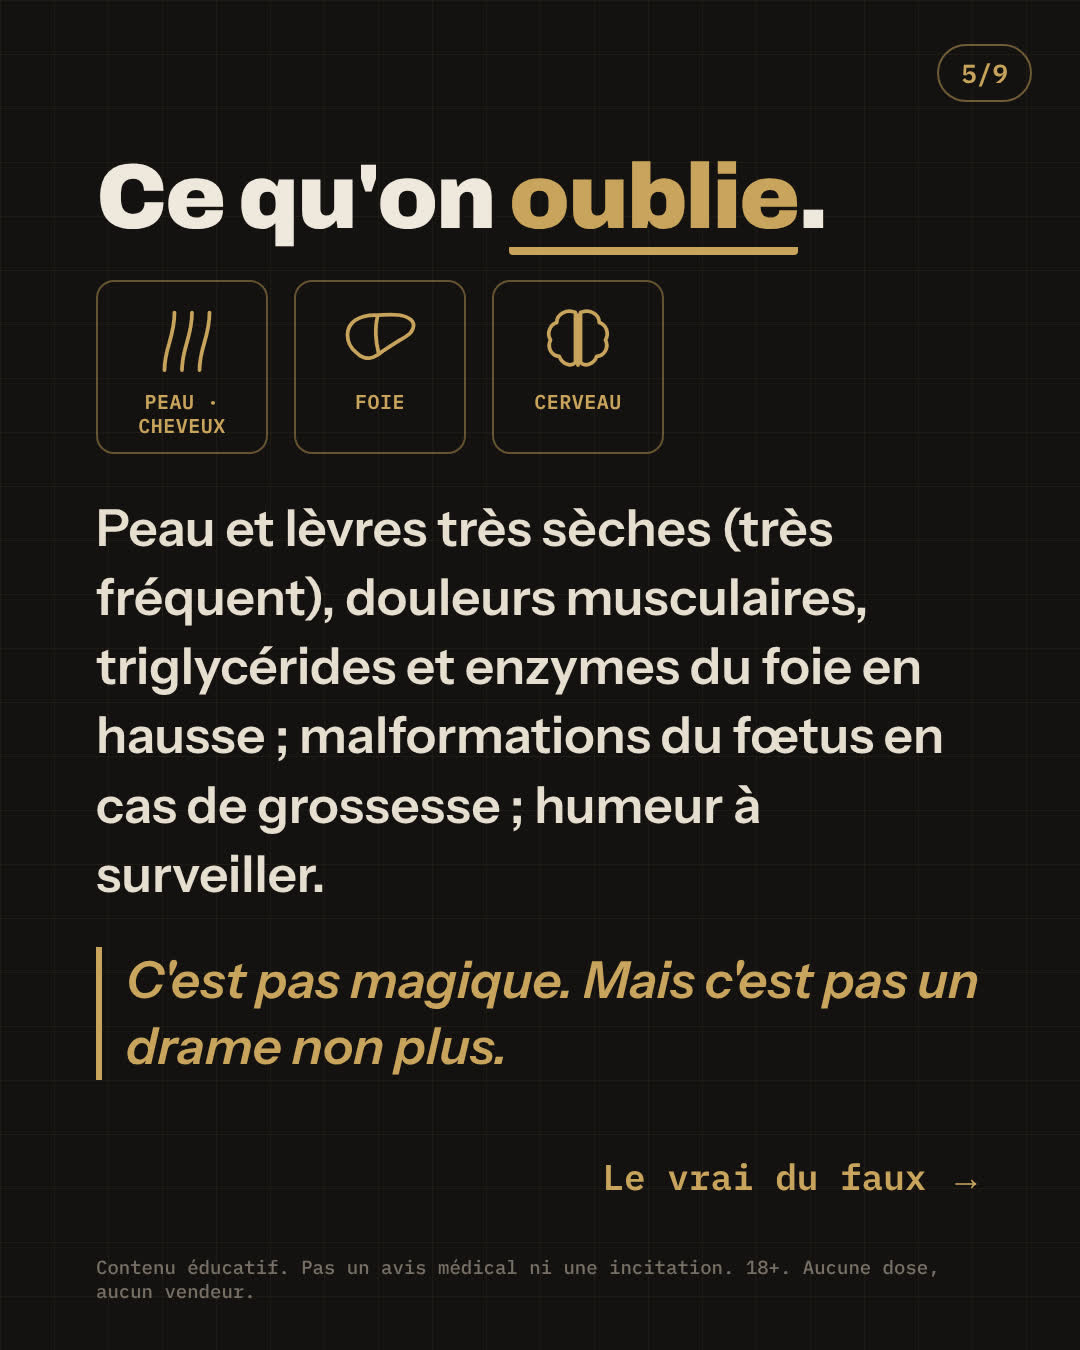 5/9
Ce qu'on oublie.
PEAU ·
CHEVEUX
FOIE
CERVEAU
Peau et lèvres très sèches (très
fréquent), douleurs musculaires,
triglycérides et enzymes du foie en
hausse ; malformations du fœtus en
cas de grossesse ; humeur à
surveiller.
C'est pas magique. Mais c'est pas un
drame non plus.
Le vrai du faux →
Contenu éducatif. Pas un avis médical ni une incitation. 18+. Aucune dose,
aucun vendeur.